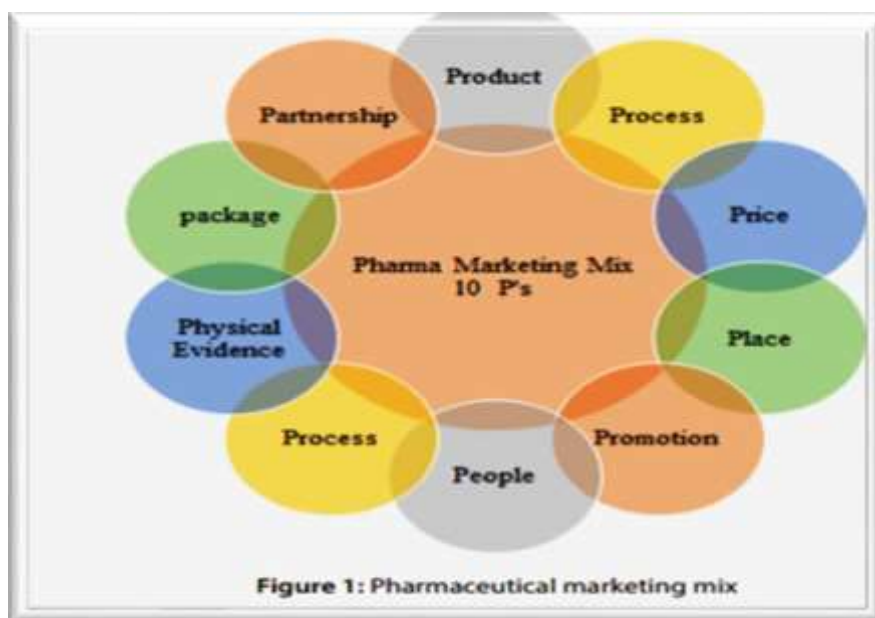 Product
Process
Price
Place
Promotion
People
Process
Physical
Evidence
package
Partnership
Pharma Marketing Mix
10 P's
Figure 1: Pharmaceutical marketing mix